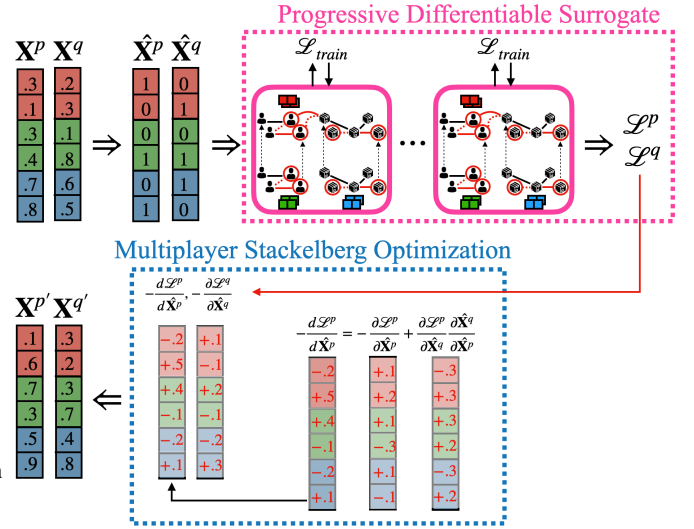 Progressive Differentiable Surrogate
X^p X^q X̂^p X̂^q
ℒ_train ℒ_train
.3 .2 1 0
.1 .3 0 1
.3 .1 0 0
.4 .8 1 1
.7 .6 0 1
.8 .5 1 0
⇒ ⇒ ... ⇒
ℒ^p
ℒ^q
Multiplayer Stackelberg Optimization
X^p' X^q'
-dℒ^p/dX̂^p, -∂ℒ^q/∂X̂^q
-dℒ^p/dX̂^p = -∂ℒ^p/∂X̂^p + ∂ℒ^p/∂X̂^q ∂X̂^q/∂X̂^p
.1 .3
.6 .2
.7 .3
.3 .7
.5 .4
.9 .8
⇐
-.2 +.1
+.5 -.1
+.4 +.2
-.1 -.1
-.2 -.2
+.1 +.3
-.2 +.1 -.3
+.5 +.2 +.3
+.4 +.1 +.3
-.1 -.3 +.2
-.2 +.1 -.3
+.1 -.1 +.2